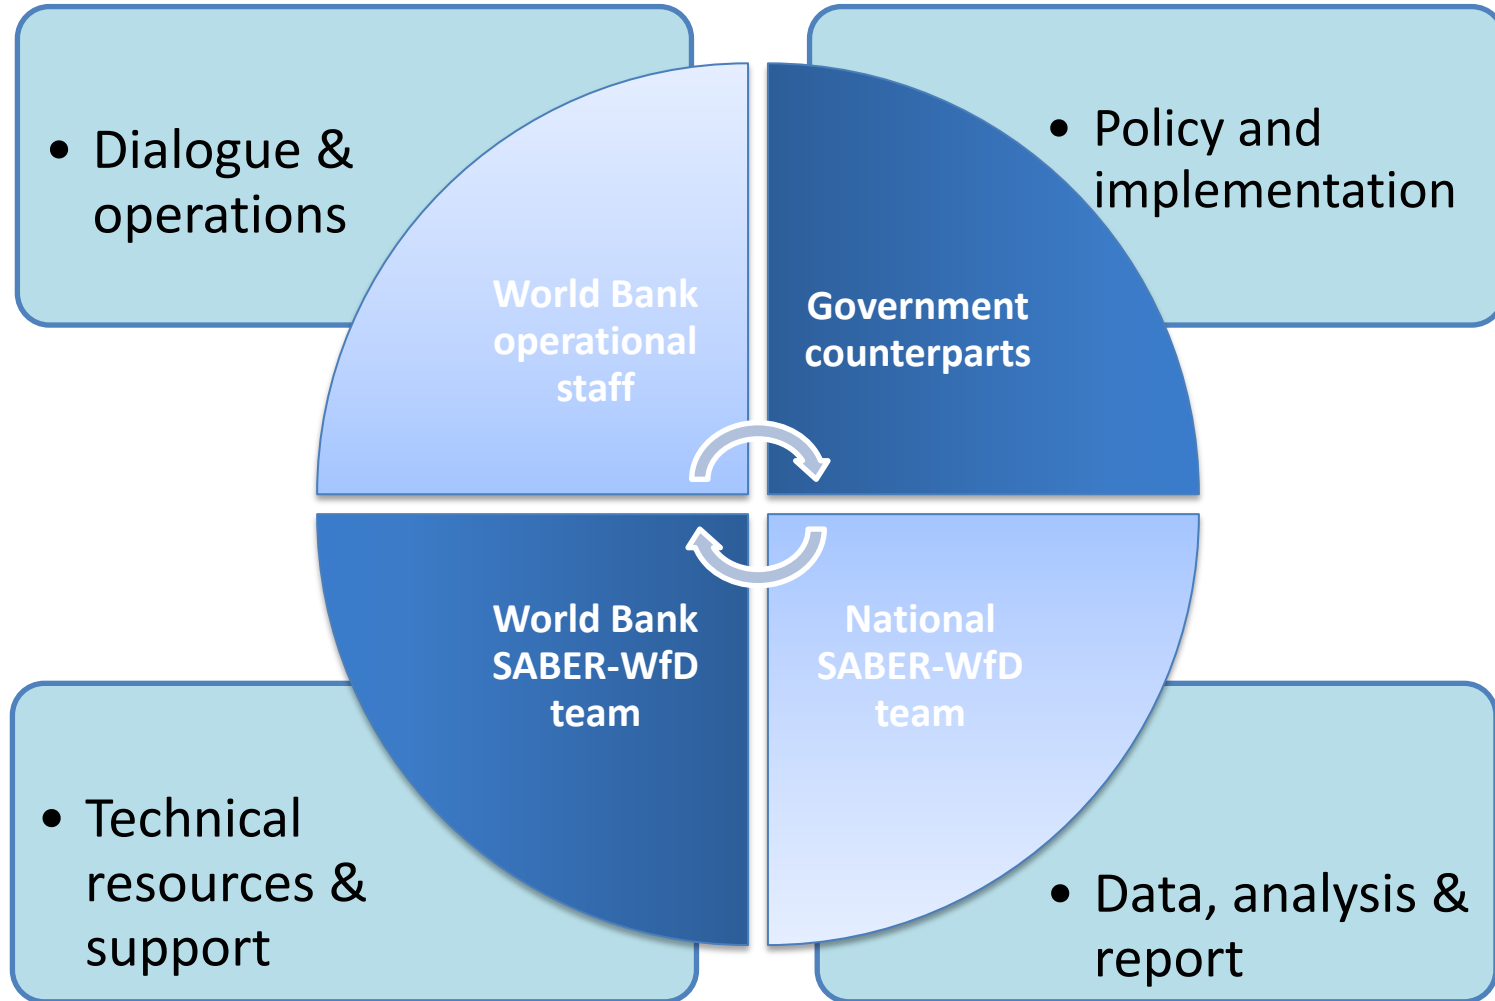 • Dialogue &
operations
• Policy and
implementation
World Bank
operational
staff
Government
counterparts
World Bank
SABER-WfD
team
National
SABER-WfD
team
• Technical
resources &
support
• Data, analysis &
report